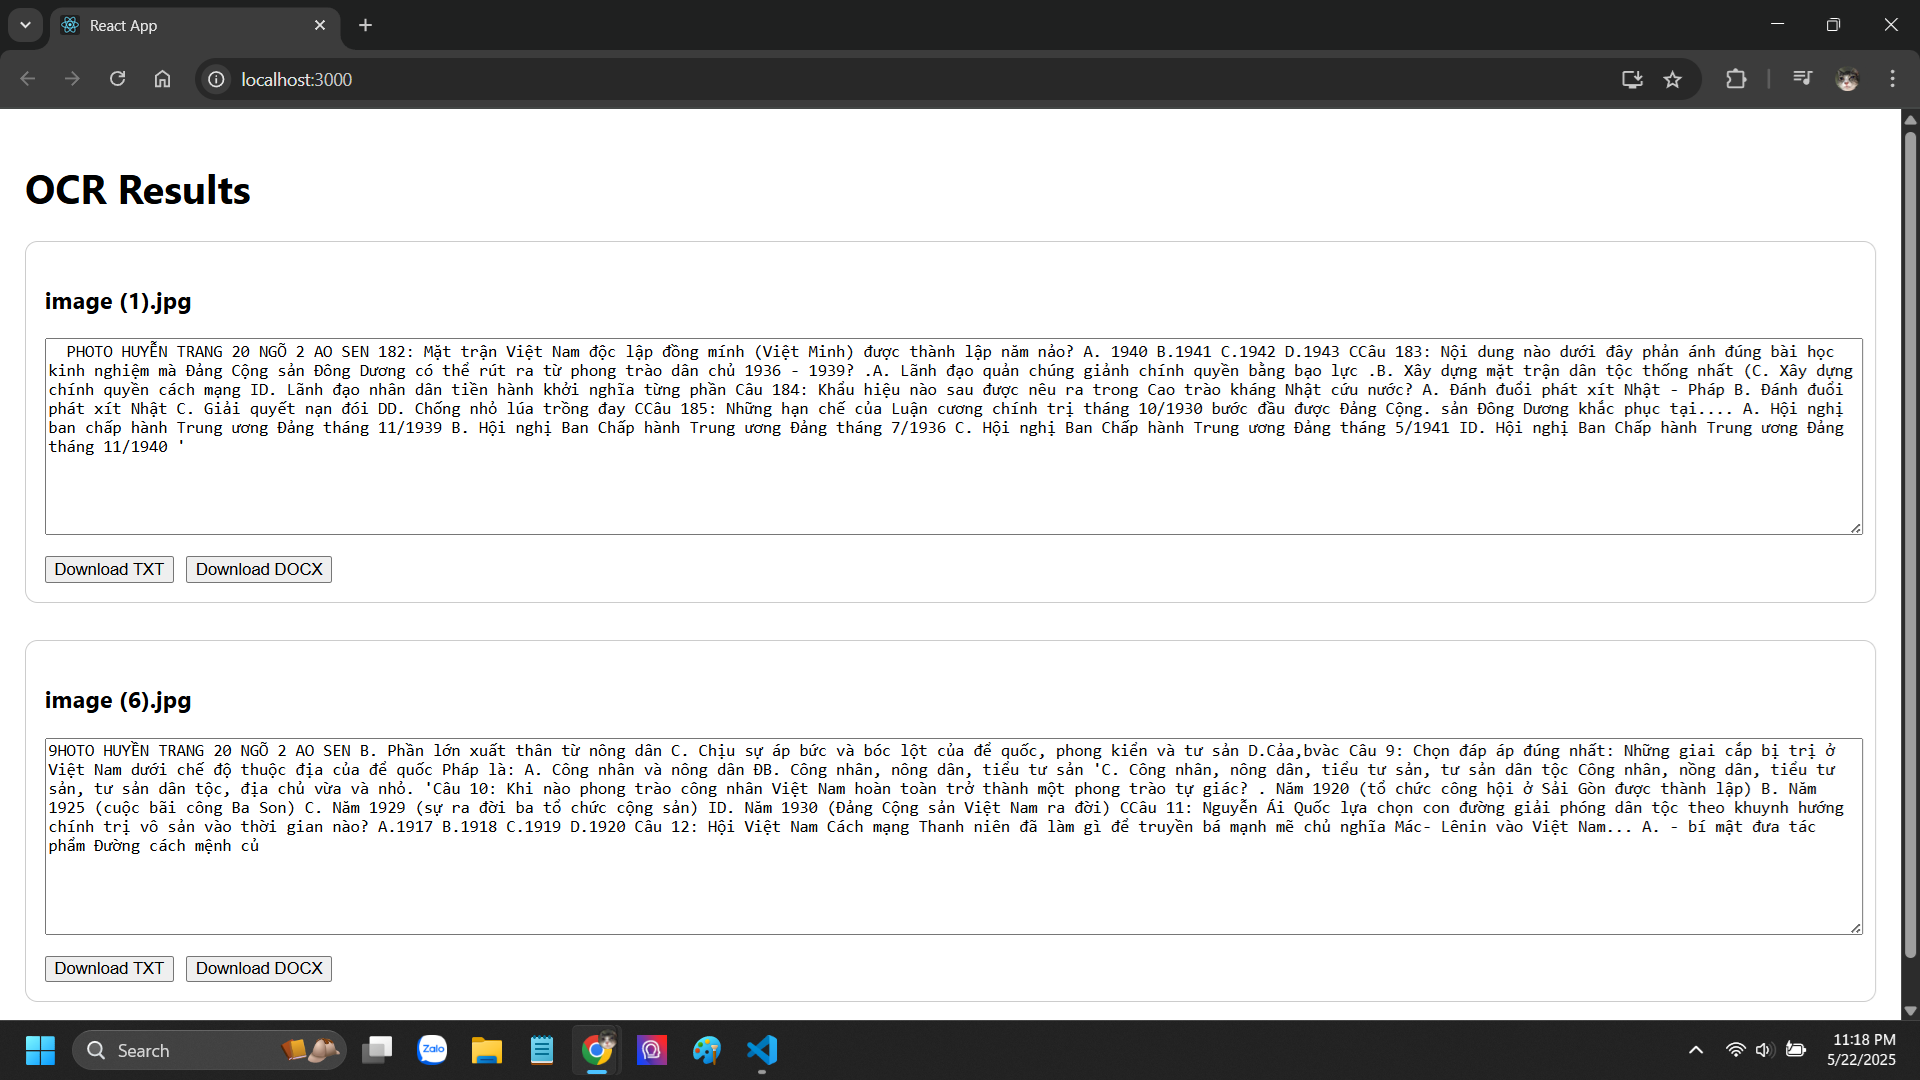 React App
localhost:3000
OCR Results
image (1).jpg
PHOTO HUYỄN TRANG 20 NGÕ 2 AO SEN 182: Mặt trận Việt Nam độc lập đồng mính (Việt Minh) được thành lập năm nảo? A. 1940 B.1941 C.1942 D.1943 CCâu 183: Nội dung nào dưới đây phản ánh đúng bài học
kinh nghiệm mà Đảng Cộng sản Đông Dương có thể rút ra từ phong trào dân chủ 1936 - 1939? .A. Lãnh đạo quản chúng giảnh chính quyền bằng bạo lực .B. Xây dựng mặt trận dân tộc thống nhất (C. Xây dựng
chính quyền cách mạng ID. Lãnh đạo nhân dân tiền hành khởi nghĩa từng phần Câu 184: Khẩu hiệu nào sau được nêu ra trong Cao trào kháng Nhật cứu nước? A. Đánh đuổi phát xít Nhật - Pháp B. Đánh đuổi
phát xít Nhật C. Giải quyết nạn đói DD. Chống nhỏ lúa trồng đay CCâu 185: Những hạn chế của Luận cương chính trị tháng 10/1930 bước đầu được Đảng Cộng. sản Đông Dương khắc phục tại.... A. Hội nghị
ban chấp hành Trung ương Đảng tháng 11/1939 B. Hội nghị Ban Chấp hành Trung ương Đảng tháng 7/1936 C. Hội nghị Ban Chấp hành Trung ương Đảng tháng 5/1941 ID. Hội nghị Ban Chấp hành Trung ương Đảng
tháng 11/1940 '
Download TXT Download DOCX
image (6).jpg
9HOTO HUYỀN TRANG 20 NGÕ 2 AO SEN B. Phần lớn xuất thân từ nông dân C. Chịu sự áp bức và bóc lột của để quốc, phong kiển và tư sản D.Cảa,bvàc Câu 9: Chọn đáp áp đúng nhất: Những giai cắp bị trị ở
Việt Nam dưới chế độ thuộc địa của để quốc Pháp là: A. Công nhân và nông dân ĐB. Công nhân, nông dân, tiểu tư sản 'C. Công nhân, nông dân, tiểu tư sản, tư sản dân tộc Công nhân, nồng dân, tiểu tư
sản, tư sản dân tộc, địa chủ vừa và nhỏ. 'Câu 10: Khi nào phong trào công nhân Việt Nam hoàn toàn trở thành một phong trào tự giác? . Năm 1920 (tổ chức công hội ở Sải Gòn được thành lập) B. Năm
1925 (cuộc bãi công Ba Son) C. Năm 1929 (sự ra đời ba tổ chức cộng sản) ID. Năm 1930 (Đảng Cộng sản Việt Nam ra đời) CCâu 11: Nguyễn Ái Quốc lựa chọn con đường giải phóng dân tộc theo khuynh hướng
chính trị vô sản vào thời gian nào? A.1917 B.1918 C.1919 D.1920 Câu 12: Hội Việt Nam Cách mạng Thanh niên đã làm gì để truyền bá mạnh mẽ chủ nghĩa Mác- Lênin vào Việt Nam... A. - bí mật đưa tác
phẩm Đường cách mệnh củ
Download TXT Download DOCX
Search
Zalo
11:18 PM
5/22/2025